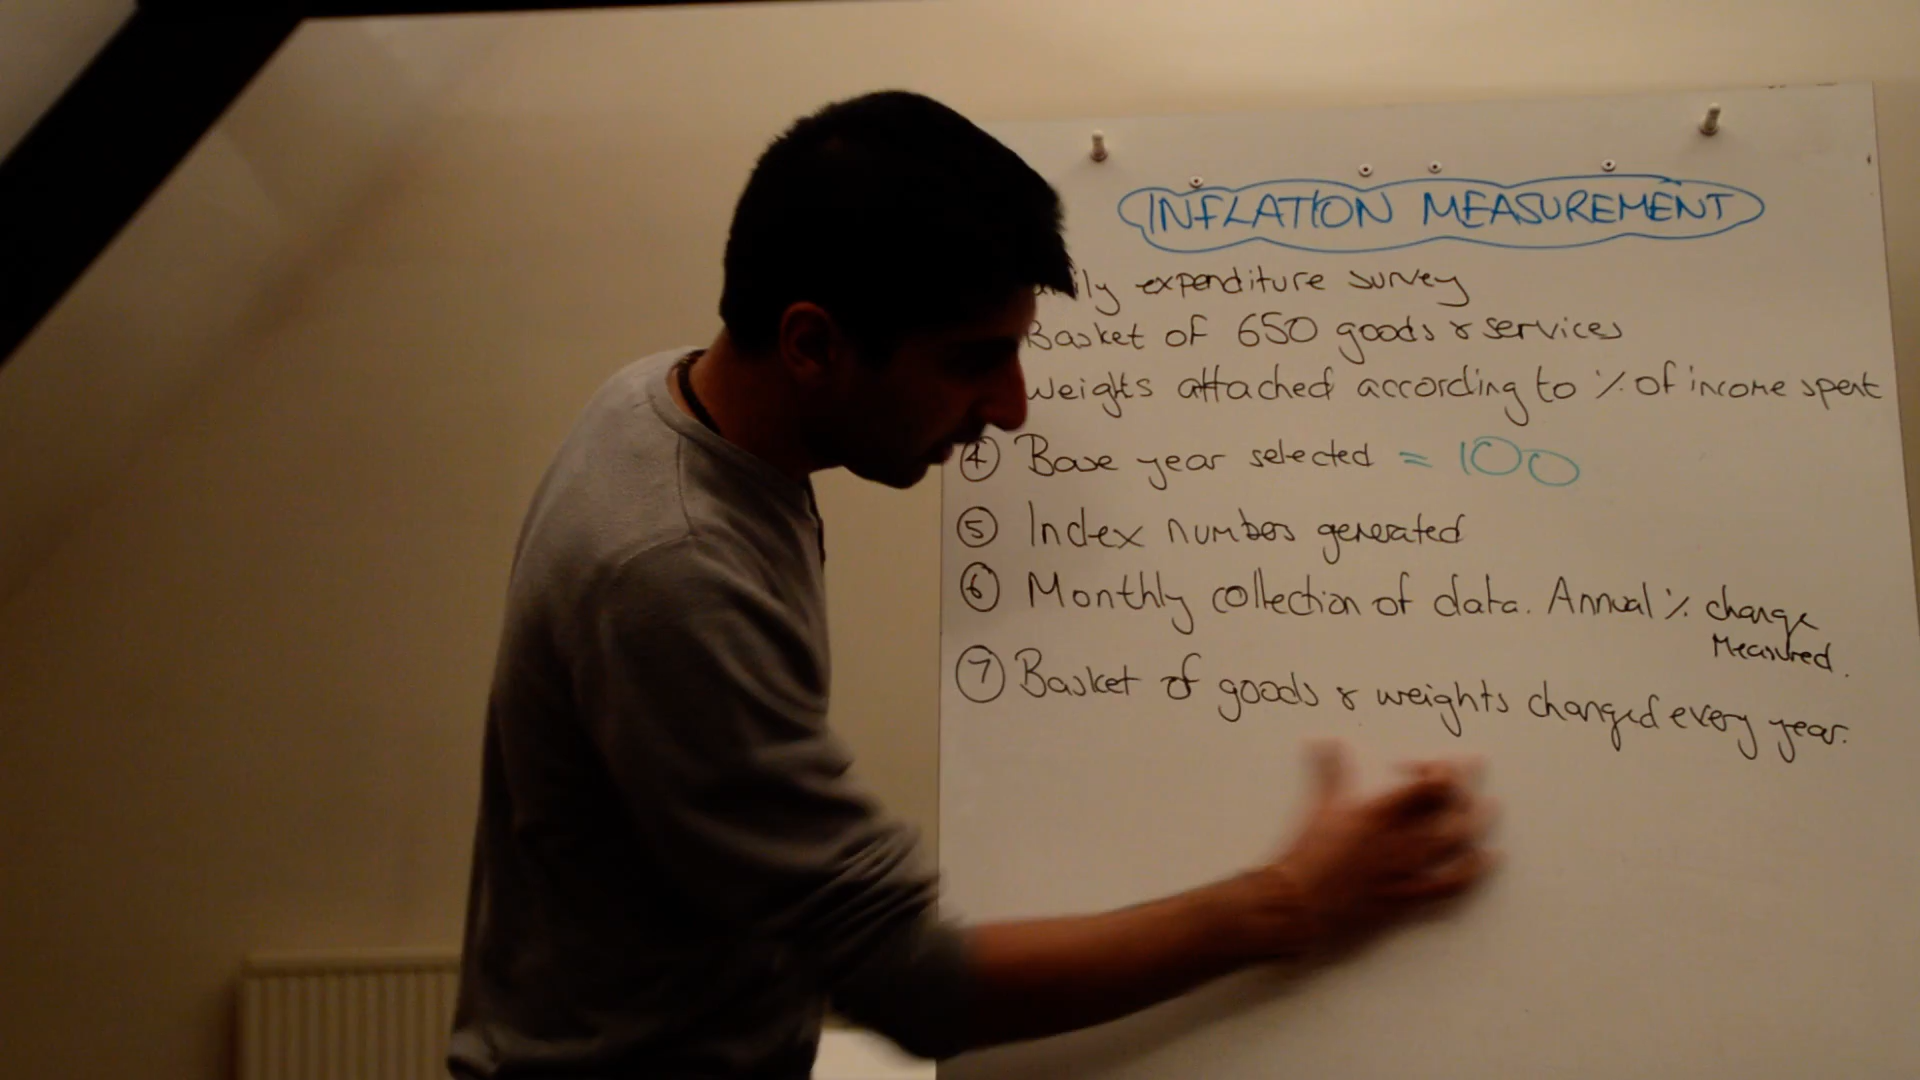 INFLATION MEASUREMENT
expenditure survey
Basket of 650 goods & services
weights attached according to % of income spent
④ Base year selected = 100
⑤ Index numbers generated
⑥ Monthly collection of data. Annual % change
Measured.
⑦ Basket of goods & weights changed every year.